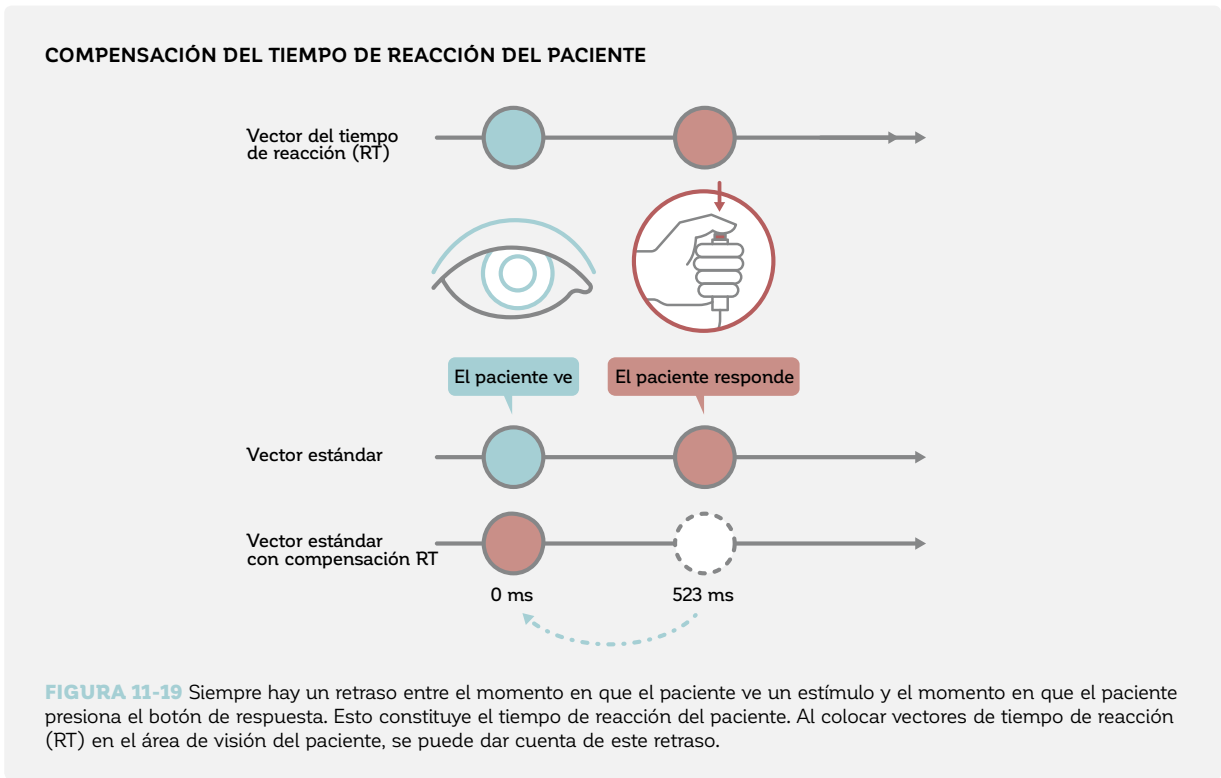 COMPENSACIÓN DEL TIEMPO DE REACCIÓN DEL PACIENTE
Vector del tiempo
de reacción (RT)
El paciente ve
El paciente responde
Vector estándar
Vector estándar
con compensación RT
0 ms
523 ms
FIGURA 11-19 Siempre hay un retraso entre el momento en que el paciente ve un estímulo y el momento en que el paciente
presiona el botón de respuesta. Esto constituye el tiempo de reacción del paciente. Al colocar vectores de tiempo de reacción
(RT) en el área de visión del paciente, se puede dar cuenta de este retraso.